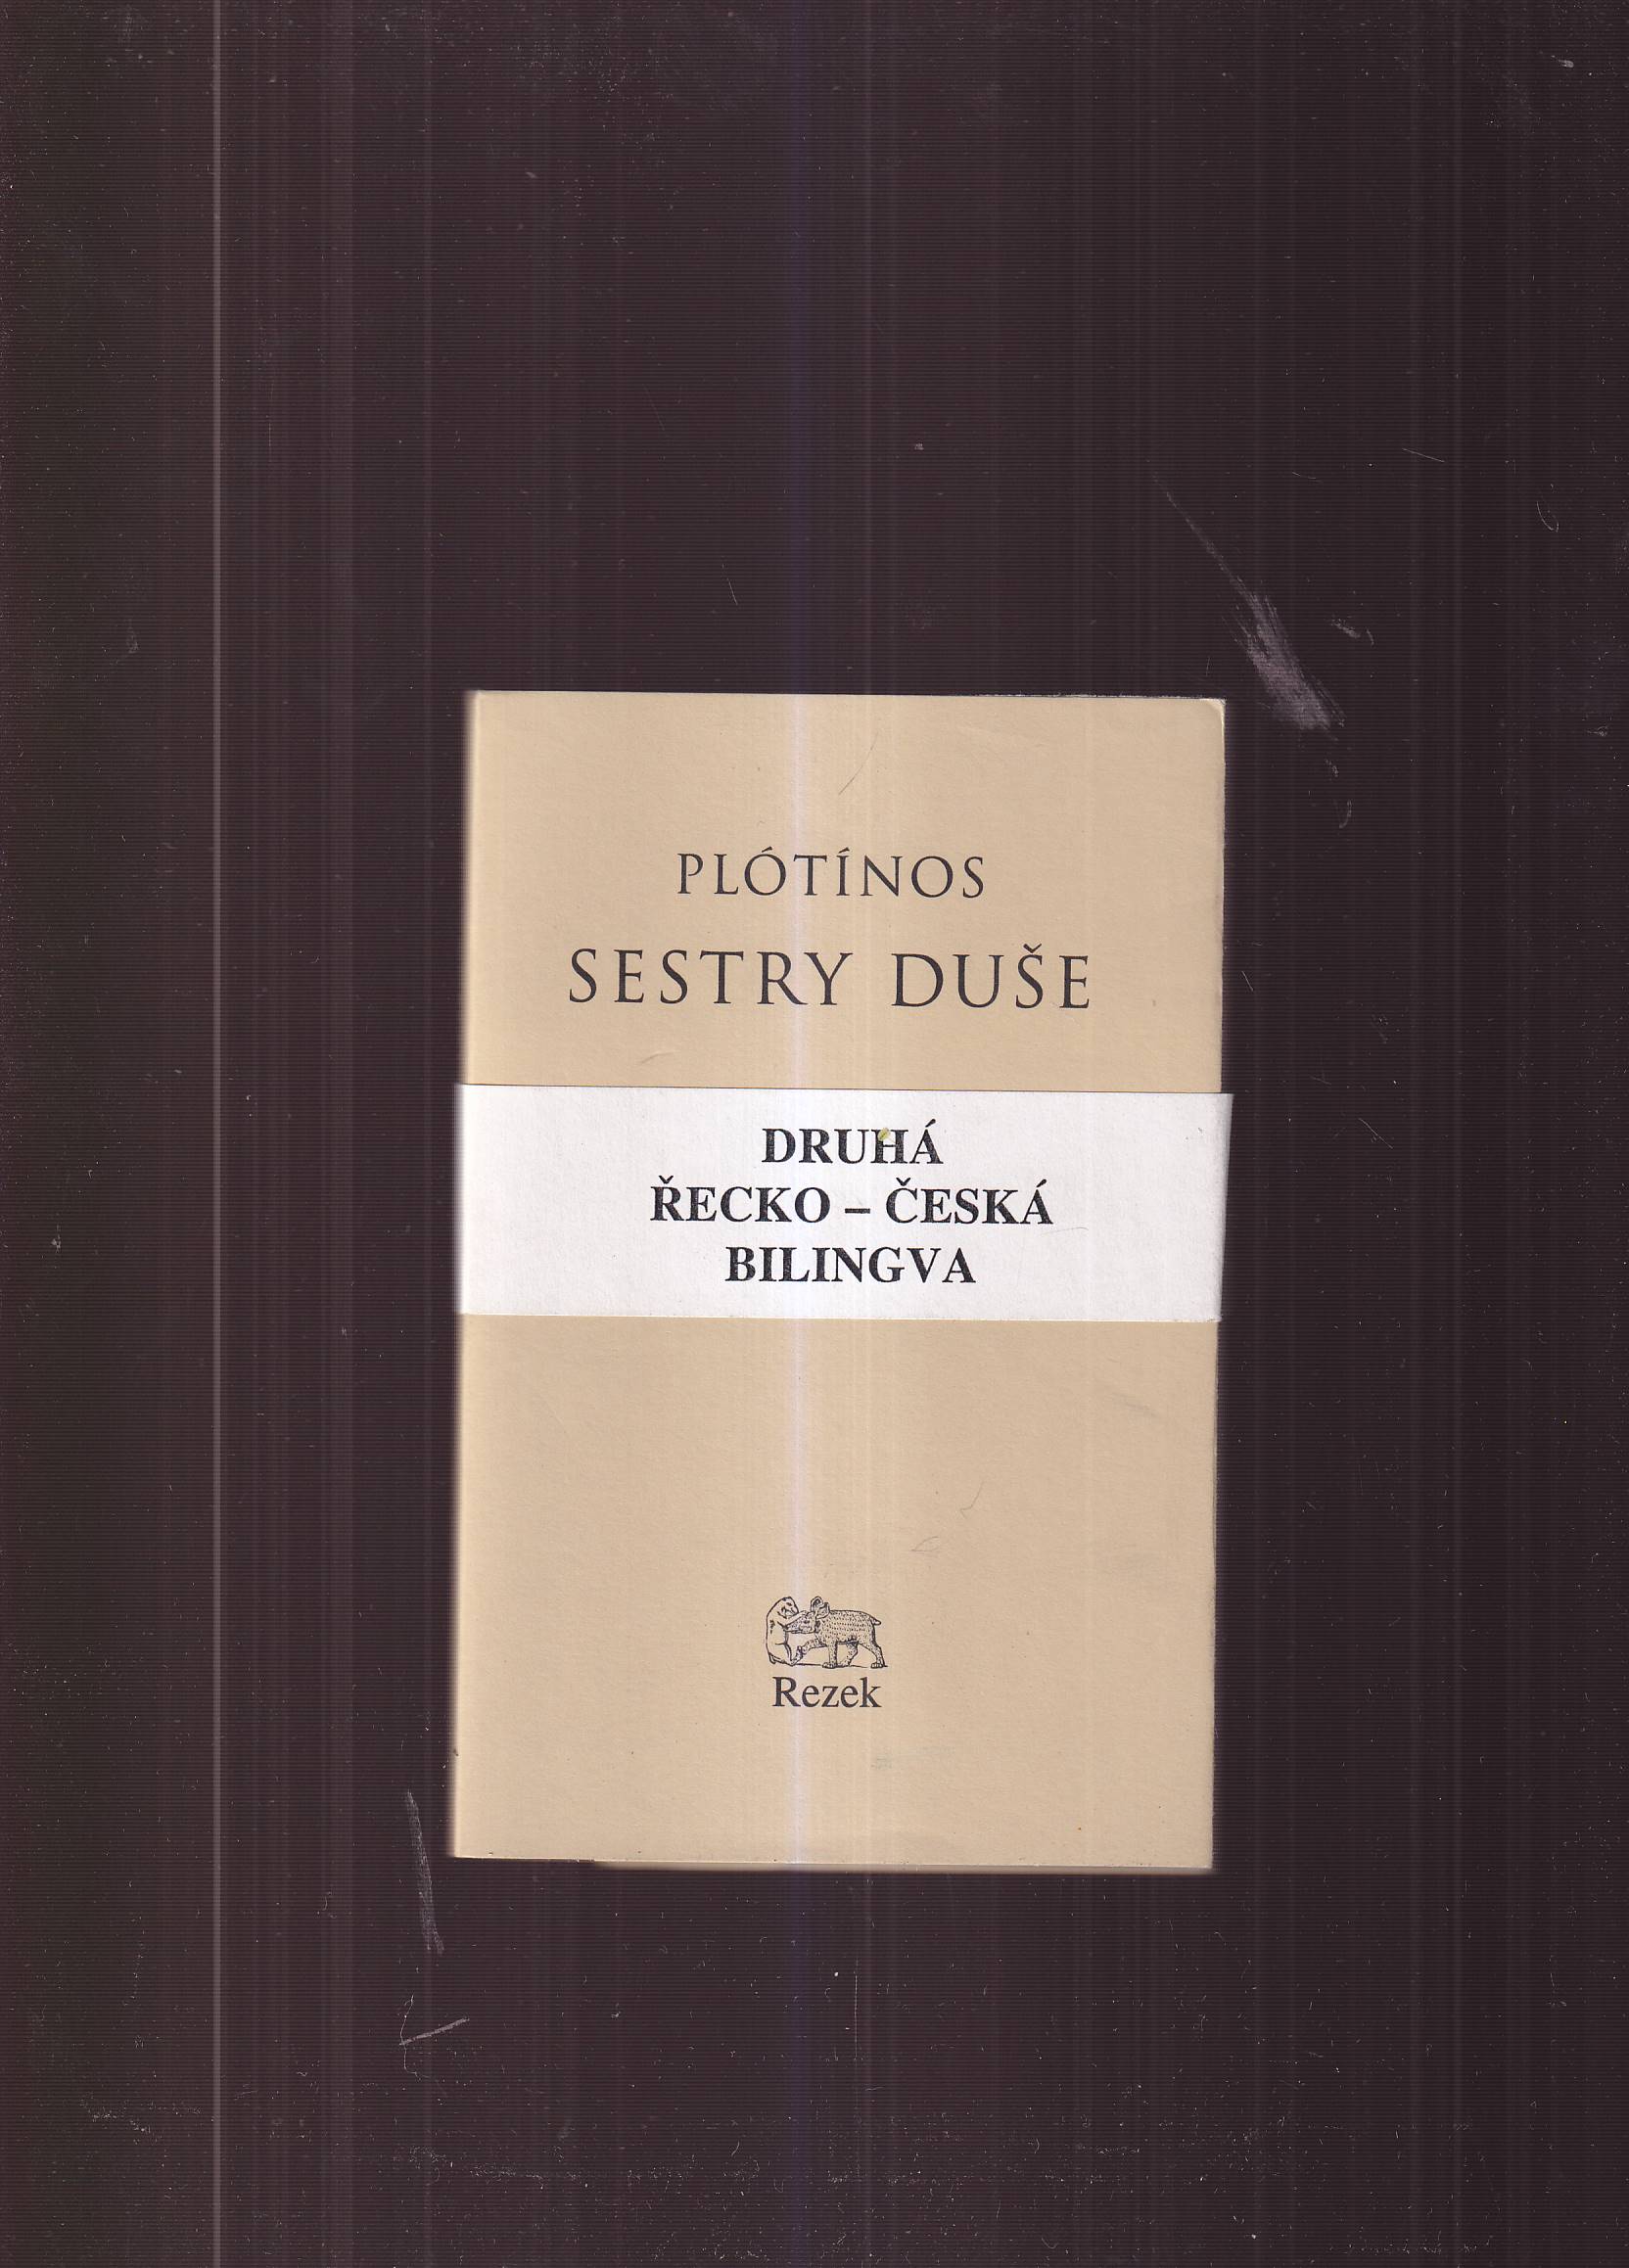 PLÓTÍNOS
SESTRY DUŠE
DRUHÁ
ŘECKO – ČESKÁ
BILINGVA
Rezek